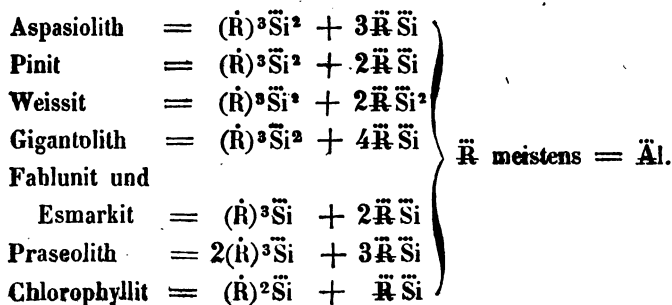 Aspasiolith = (Ṙ)³S⃛i² + 3R⃛ S⃛i
Pinit = (Ṙ)³S⃛i² + 2R⃛ S⃛i
Weissit = (Ṙ)³S⃛i² + 2R⃛ S⃛i²
Gigantolith = (Ṙ)³S⃛i² + 4R⃛ S⃛i
R⃛ meistens = A⃛l.
Fahlunit und
Esmarkit = (Ṙ)³S⃛i + 2R⃛ S⃛i
Praseolith = 2(Ṙ)³S⃛i + 3R⃛ S⃛i
Chlorophyllit = (Ṙ)²S⃛i + R⃛ S⃛i